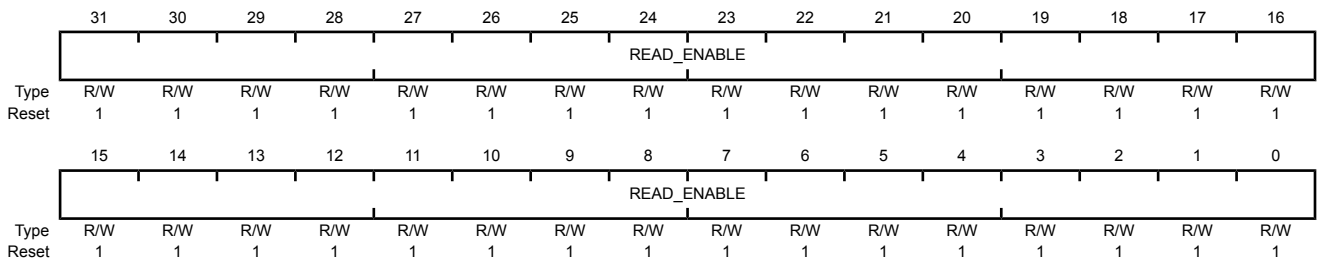 31 30 29 28 27 26 25 24 23 22 21 20 19 18 17 16
READ_ENABLE
Type R/W R/W R/W R/W R/W R/W R/W R/W R/W R/W R/W R/W R/W R/W R/W R/W
Reset 1 1 1 1 1 1 1 1 1 1 1 1 1 1 1 1
15 14 13 12 11 10 9 8 7 6 5 4 3 2 1 0
READ_ENABLE
Type R/W R/W R/W R/W R/W R/W R/W R/W R/W R/W R/W R/W R/W R/W R/W R/W
Reset 1 1 1 1 1 1 1 1 1 1 1 1 1 1 1 1